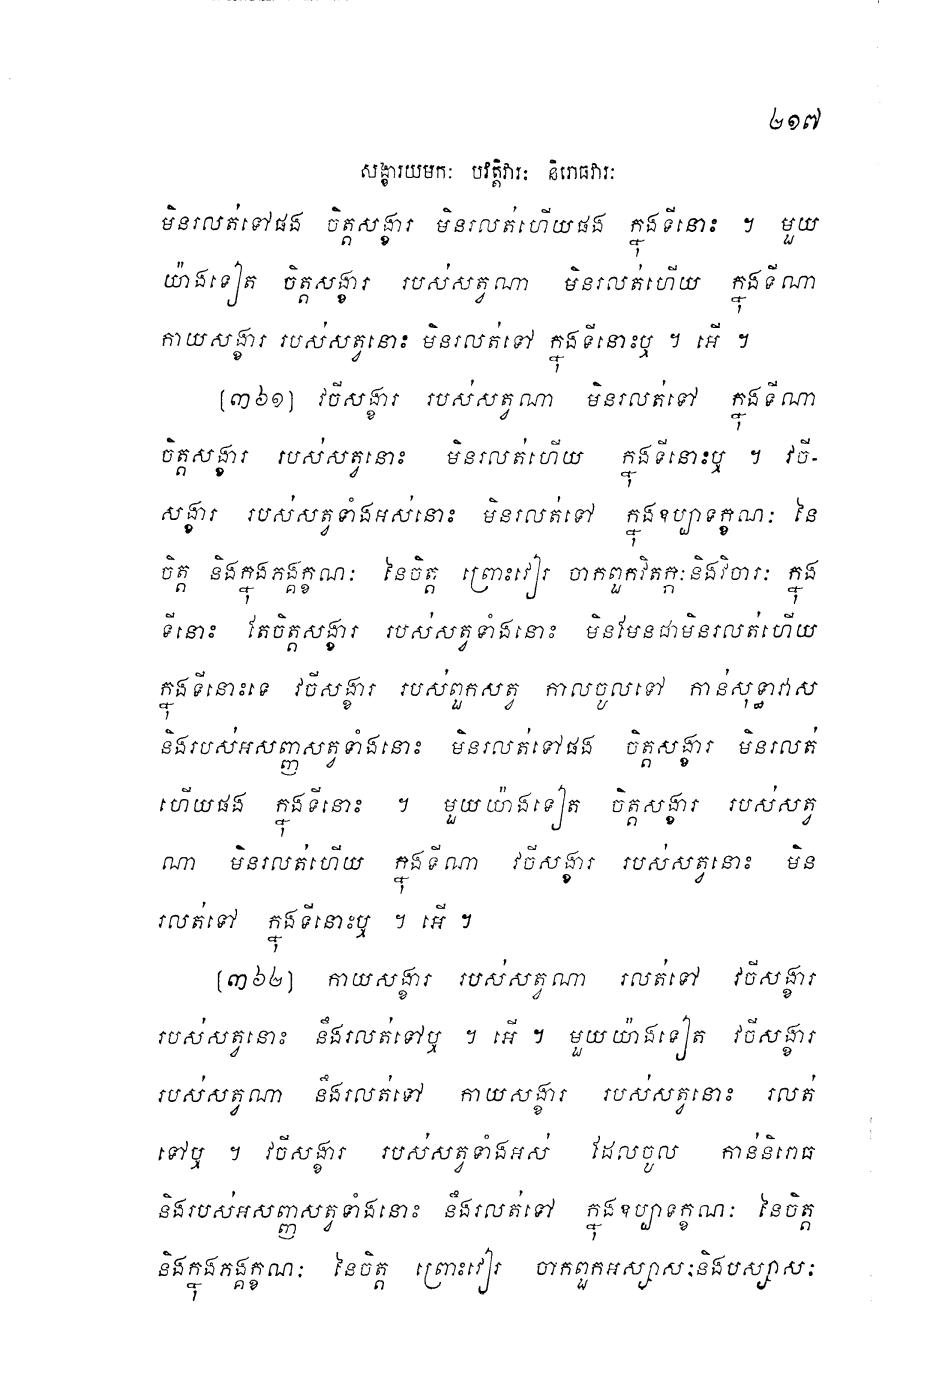 ២១៧
សង្ខារយមកៈ បវត្តិវារៈ និរោធវារៈ
មិនរលត់ទៅផង ចិត្តសង្ខារ មិនរលត់ហើយផង ក្នុងទីនោះ ។ មួយ
យ៉ាងទៀត ចិត្តសង្ខារ របស់សត្វណា មិនរលត់ហើយ ក្នុងទីណា
កាយសង្ខារ របស់សត្វនោះ មិនរលត់ទៅ ក្នុងទីនោះឬ ។ អើ ។
(៣៦១) វចីសង្ខារ របស់សត្វណា មិនរលត់ទៅ ក្នុងទីណា
ចិត្តសង្ខារ របស់សត្វនោះ មិនរលត់ហើយ ក្នុងទីនោះឬ ។ វចី-
សង្ខារ របស់សត្វទាំងអស់នោះ មិនរលត់ទៅ ក្នុងឧប្បាទក្ខណៈ នៃ
ចិត្ត និងក្នុងភង្គក្ខណៈ នៃចិត្ត ព្រោះវៀរ ចាកពួកវិតក្កៈនិងវិចារៈ ក្នុង
ទីនោះ តែចិត្តសង្ខារ របស់សត្វទាំងនោះ មិនមែនជាមិនរលត់ហើយ
ក្នុងទីនោះទេ វចីសង្ខារ របស់ពួកសត្វ កាលចូលទៅ កាន់សុទ្ធាវាស
និងរបស់អសញ្ញសត្វទាំងនោះ មិនរលត់ទៅផង ចិត្តសង្ខារ មិនរលត់
ហើយផង ក្នុងទីនោះ ។ មួយយ៉ាងទៀត ចិត្តសង្ខារ របស់សត្វ
ណា មិនរលត់ហើយ ក្នុងទីណា វចីសង្ខារ របស់សត្វនោះ មិន
រលត់ទៅ ក្នុងទីនោះឬ ។ អើ ។
(៣៦២) កាយសង្ខារ របស់សត្វណា រលត់ទៅ វចីសង្ខារ
របស់សត្វនោះ នឹងរលត់ទៅឬ ។ អើ ។ មួយយ៉ាងទៀត វចីសង្ខារ
របស់សត្វណា នឹងរលត់ទៅ កាយសង្ខារ របស់សត្វនោះ រលត់
ទៅឬ ។ វចីសង្ខារ របស់សត្វទាំងអស់ ដែលចូល កាន់និរោធ
និងរបស់អសញ្ញសត្វទាំងនោះ នឹងរលត់ទៅ ក្នុងឧប្បាទក្ខណៈ នៃចិត្ត
និងក្នុងភង្គក្ខណៈ នៃចិត្ត ព្រោះវៀរ ចាកពួកអស្សាសៈនិងបស្សាសៈ